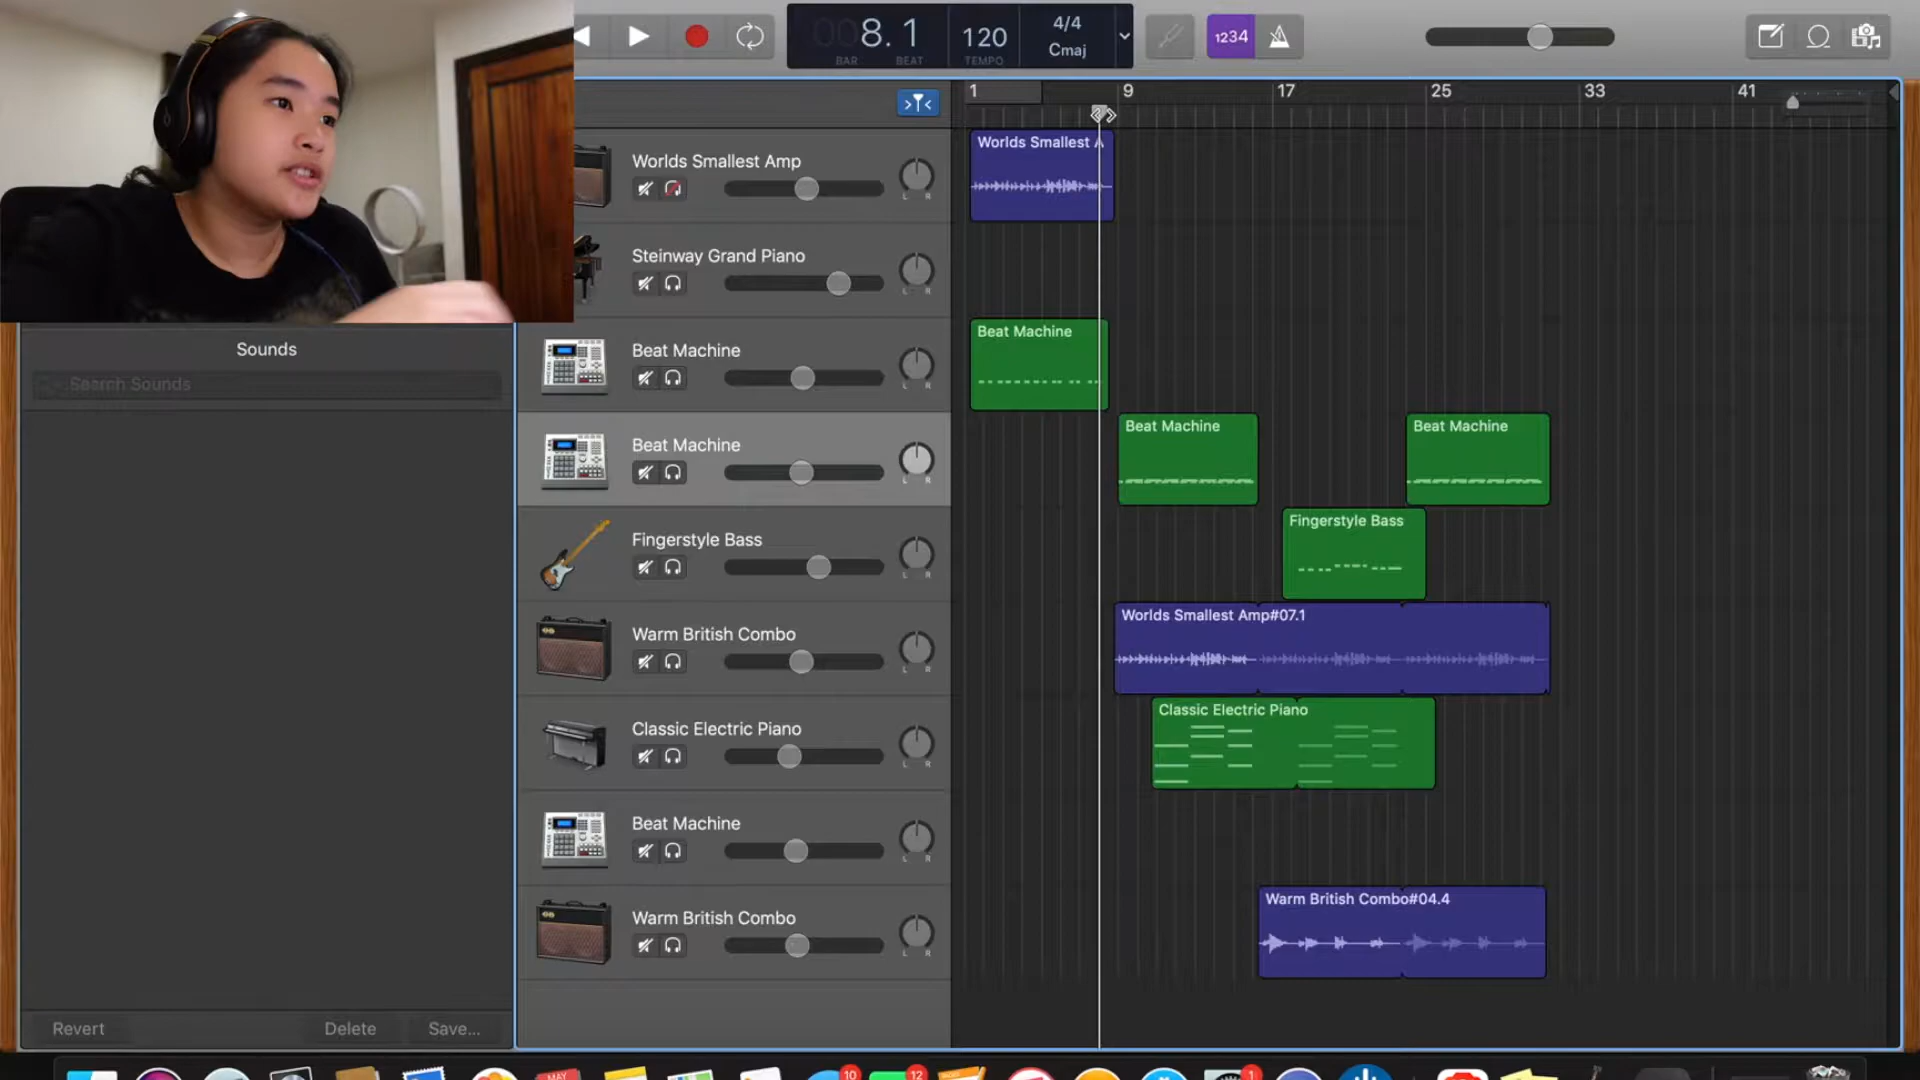 008. 1
BAR
BEAT
120
TEMPO
4/4
Cmaj
1234
1
9
17
25
33
41
Worlds Smallest Amp
L R
Worlds Smallest A
Steinway Grand Piano
L R
Sounds
Search Sounds
Beat Machine
L R
Beat Machine
Beat Machine
L R
Beat Machine
Beat Machine
Fingerstyle Bass
L R
Fingerstyle Bass
Warm British Combo
L R
Worlds Smallest Amp#07.1
Classic Electric Piano
L R
Classic Electric Piano
Beat Machine
L R
Warm British Combo
L R
Warm British Combo#04.4
Revert
Delete
Save...
MAY
10
12
1